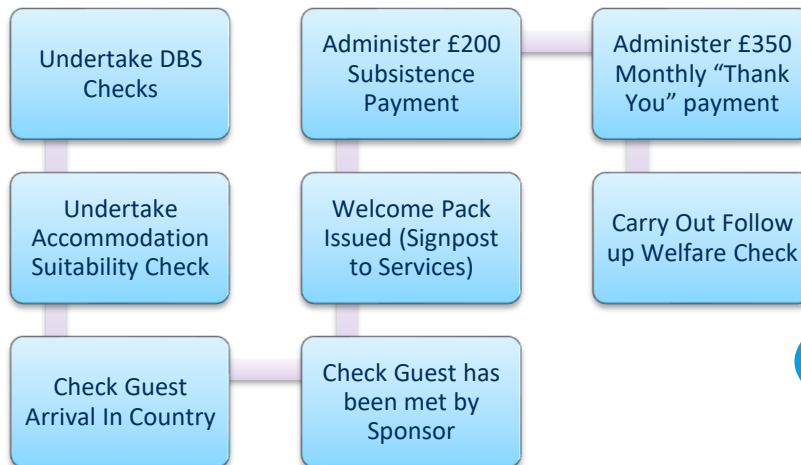 Undertake DBS
Checks
Undertake
Accommodation
Suitability Check
Check Guest
Arrival In Country
Check Guest has
been met by
Sponsor
Welcome Pack
Issued (Signpost
to Services)
Administer £200
Subsistence
Payment
Administer £350
Monthly “Thank
You” payment
Carry Out Follow
up Welfare Check